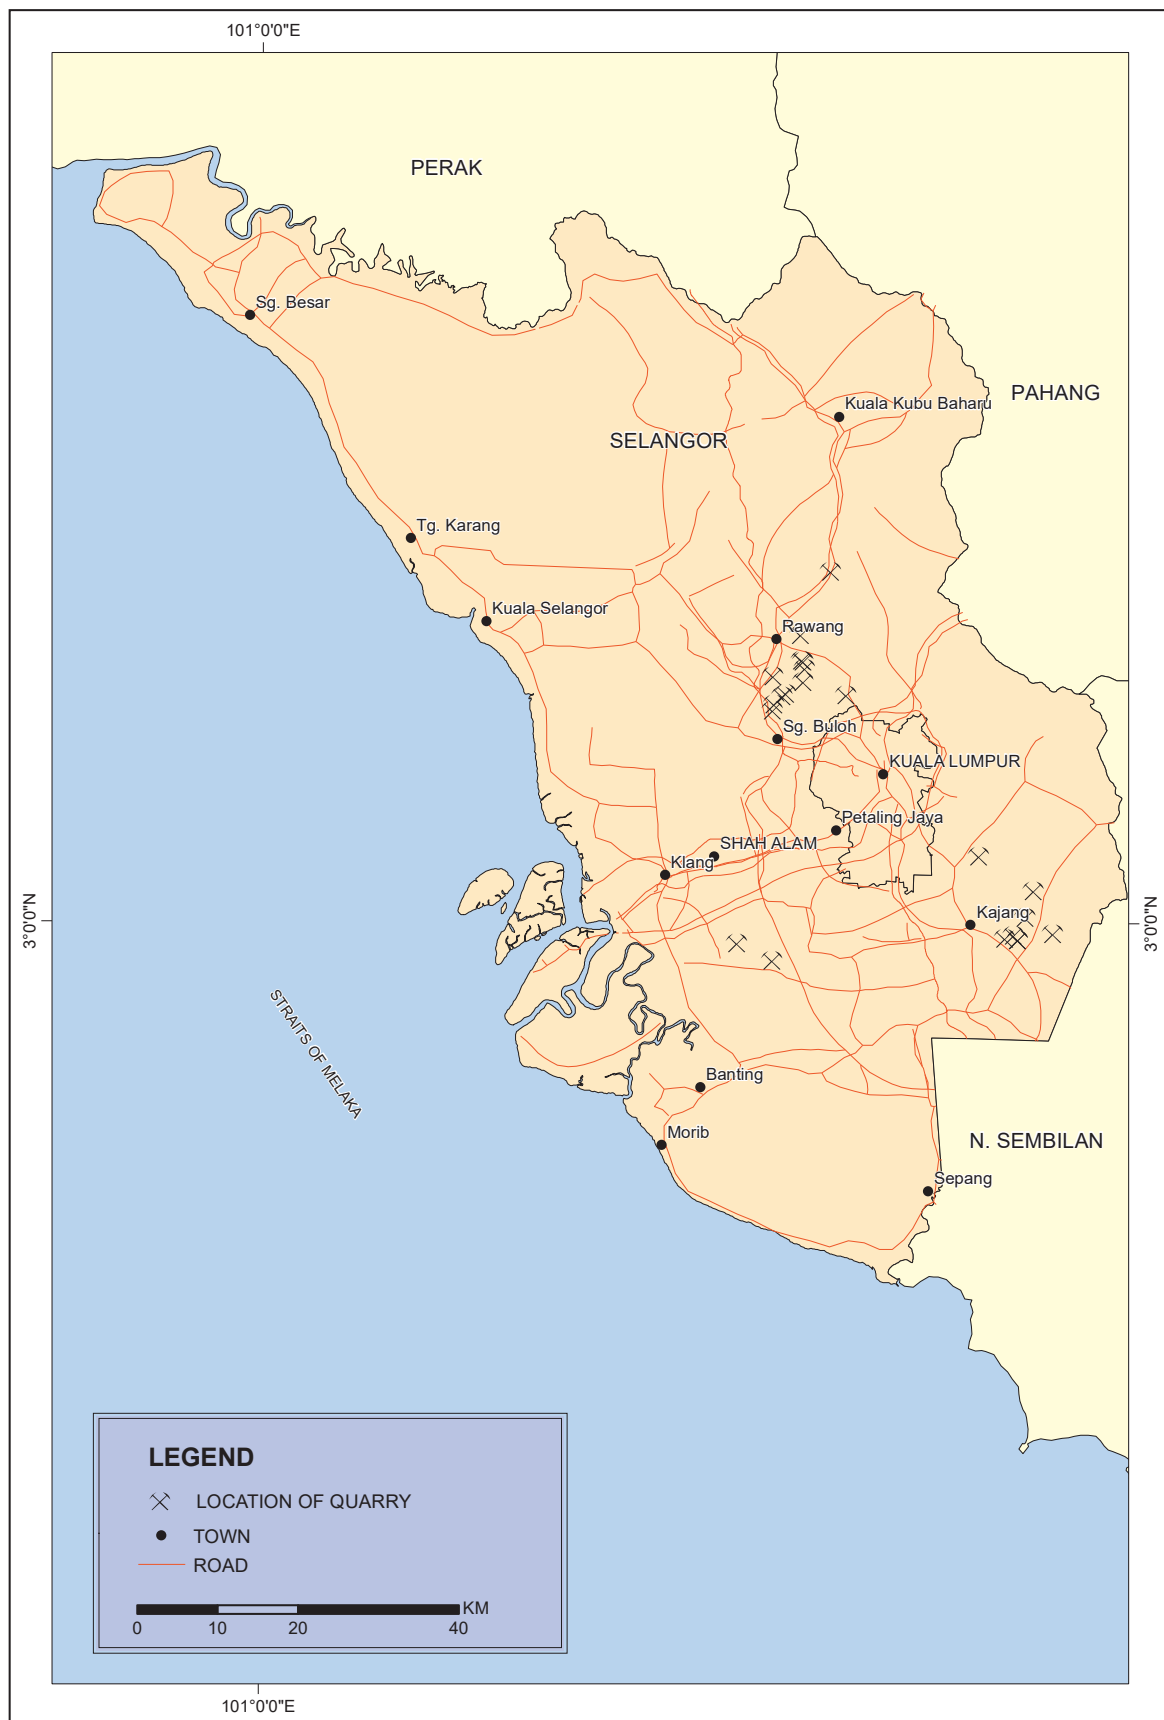 101°0'0"E
PERAK
Sg. Besar
PAHANG
Kuala Kubu Baharu
SELANGOR
Tg. Karang
Kuala Selangor
Rawang
Sg. Buloh
KUALA LUMPUR
Petaling Jaya
SHAH ALAM
Klang
3°0'0"N
Kajang
3°0'0"N
STRAITS OF MELAKA
Banting
Morib
N. SEMBILAN
Sepang
LEGEND
LOCATION OF QUARRY
TOWN
ROAD
KM
0 10 20 40
101°0'0"E